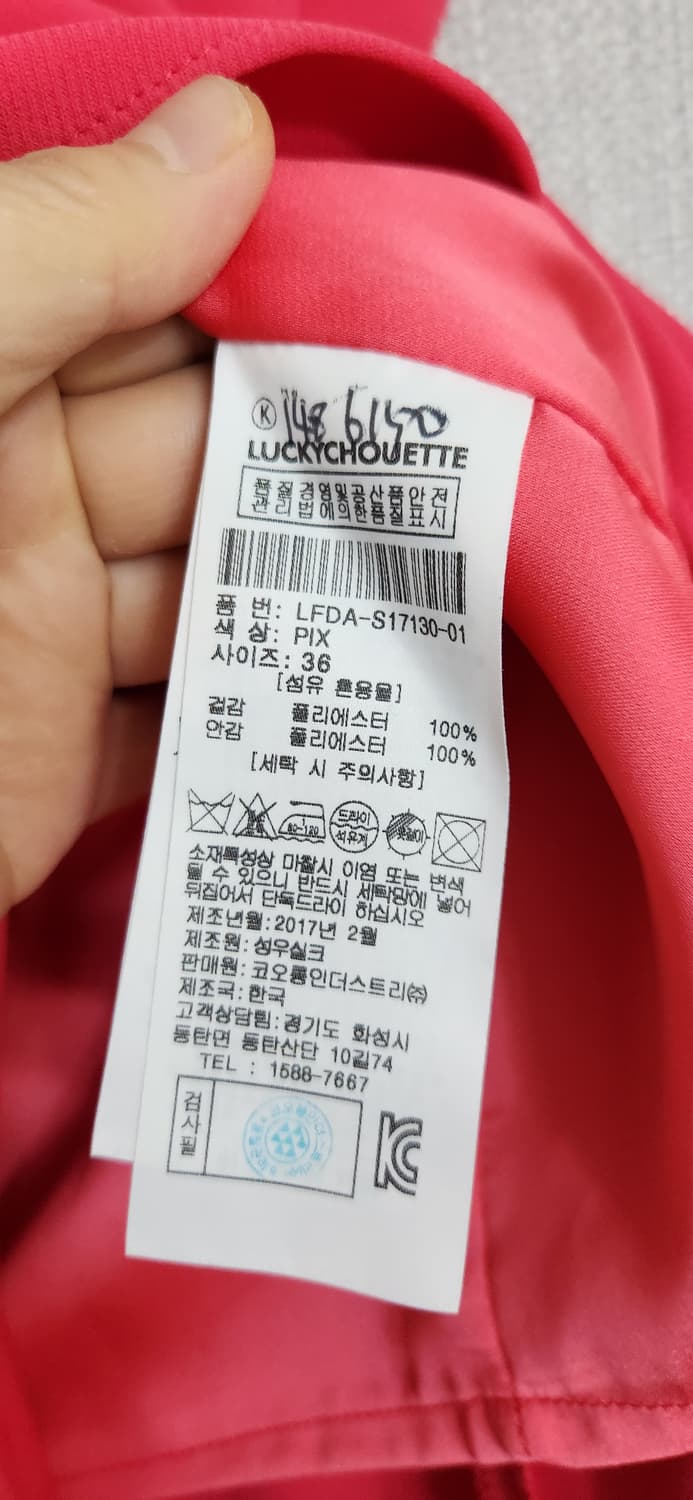 Ⓚ 148 6150
LUCKYCHOUETTE
품질경영및공산품안전
관리법에의한품질표시
품 번: LFDA-S17130-01
색 상: PIX
사이즈: 36
[섬유 혼용율]
겉감 폴리에스터 100%
안감 폴리에스터 100%
[세탁 시 주의사항]
80~120 드라이 석유계 옷걸이
소재특성상 마찰시 이염 또는 변색
될 수 있으니 반드시 세탁망에 넣어
뒤집어서 단독드라이 하십시오
제조년월:2017년 2월
제조원:성우실크
판매원:코오롱인더스트리㈜
제조국:한국
고객상담팀:경기도 화성시
동탄면 동탄산단 10길74
TEL : 1588-7667
검사필
KC